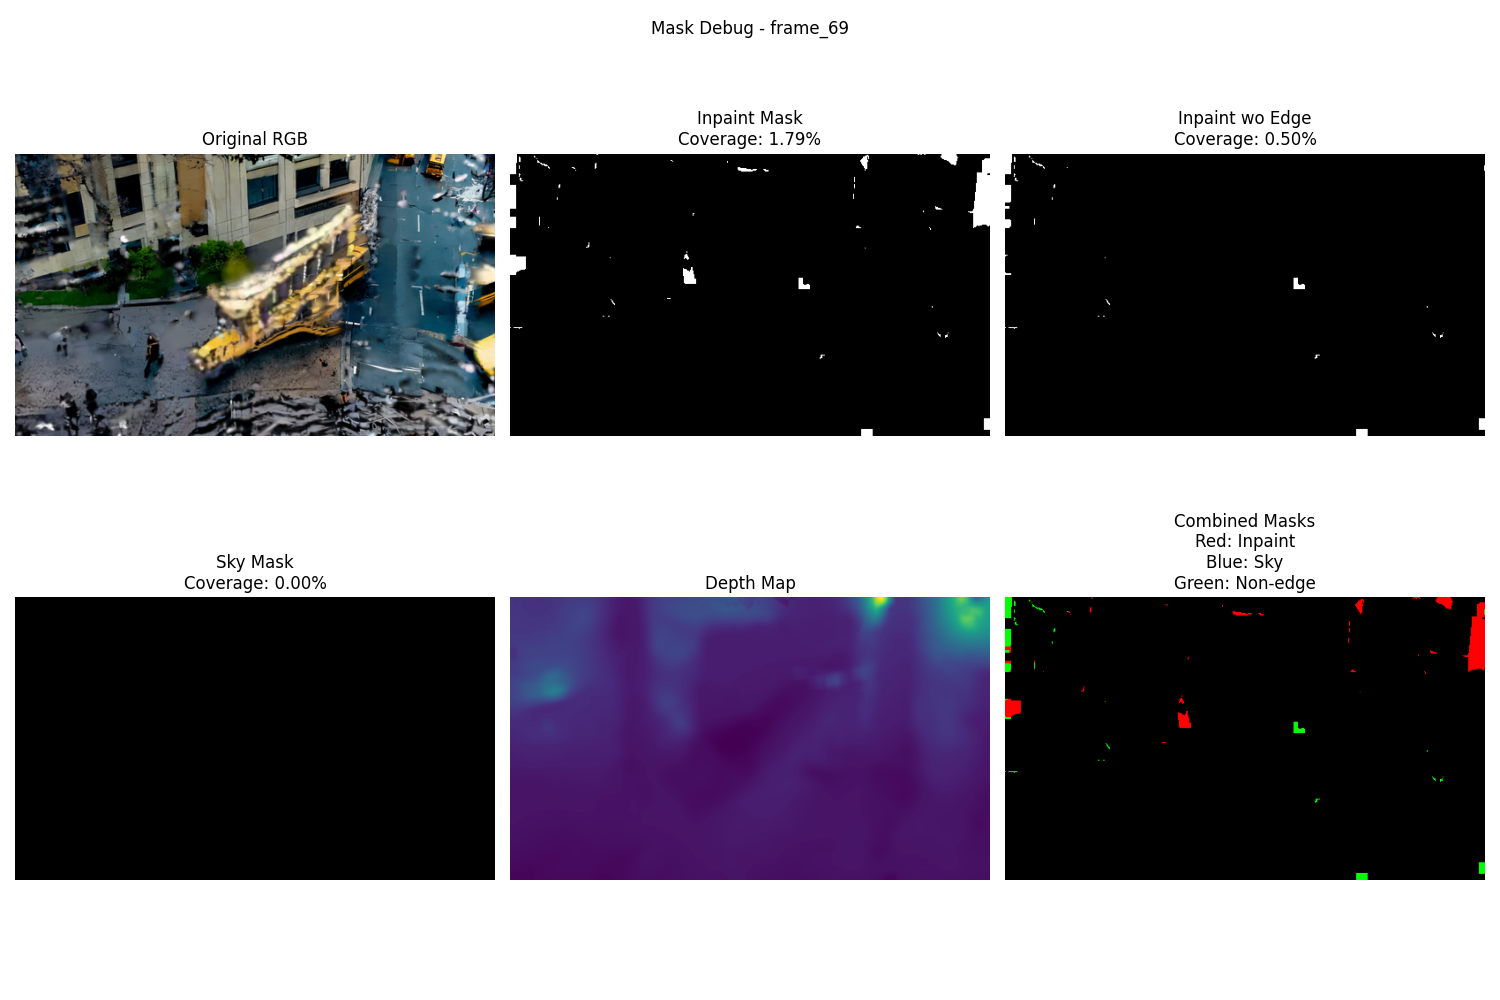 Mask Debug - frame_69
Original RGB
Inpaint Mask
Coverage: 1.79%
Inpaint wo Edge
Coverage: 0.50%
Sky Mask
Coverage: 0.00%
Depth Map
Combined Masks
Red: Inpaint
Blue: Sky
Green: Non-edge